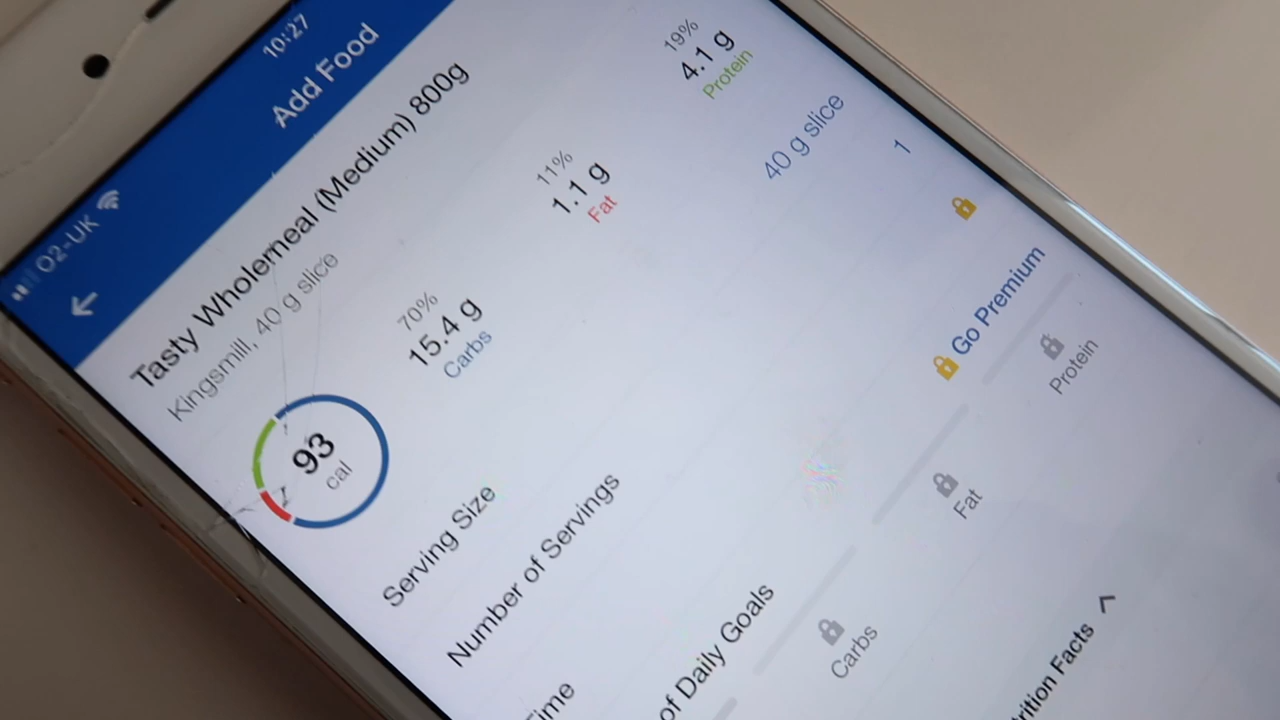 O2-UK 10:27
Add Food
Tasty Wholemeal (Medium) 800g
Kingsmill, 40 g slice
93
cal
70%
15.4 g
Carbs
11%
1.1 g
Fat
19%
4.1 g
Protein
Serving Size 40 g slice
Number of Servings 1
ime
of Daily Goals Go Premium
Carbs
Fat
Protein
rition Facts